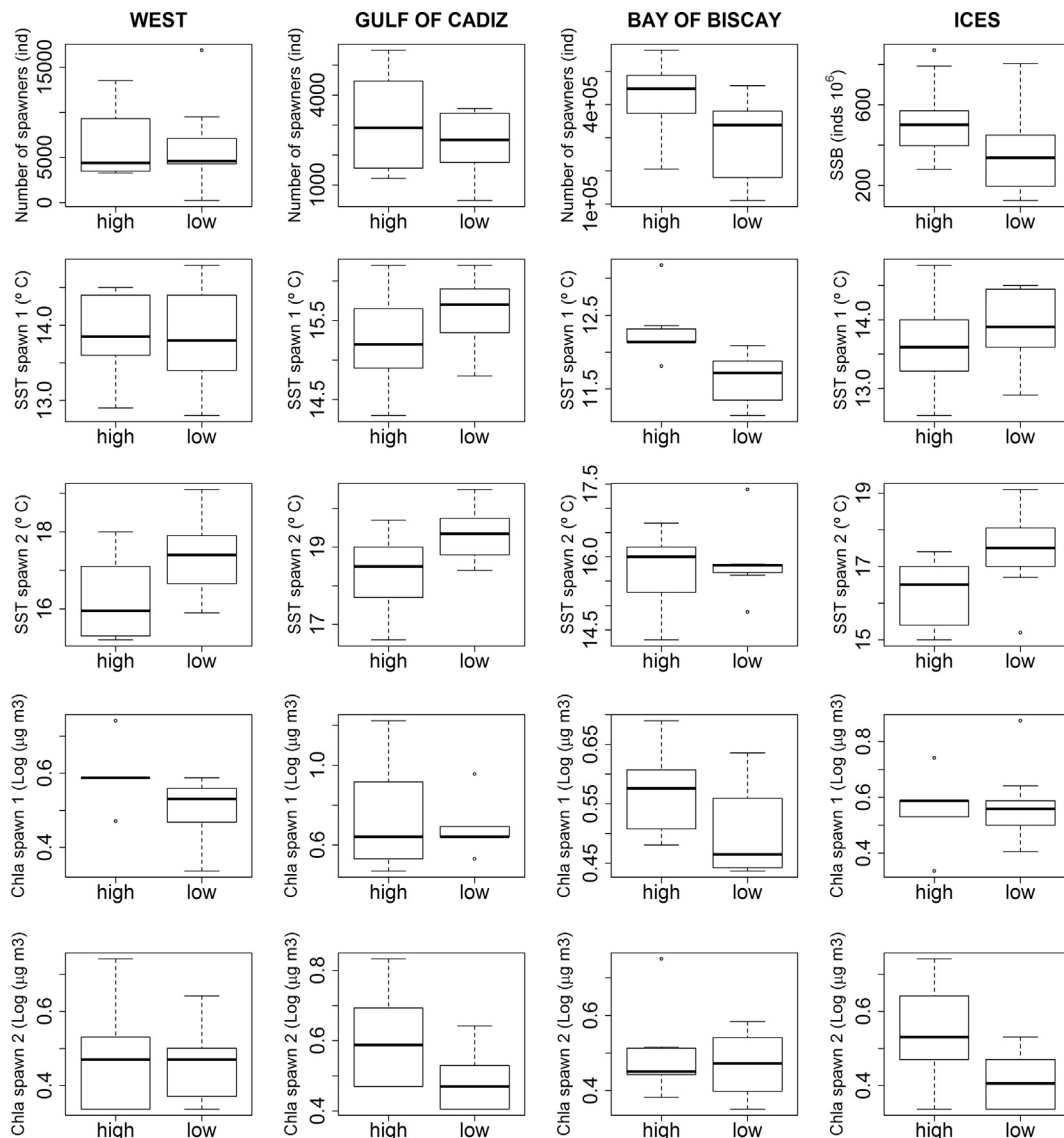 WEST GULF OF CADIZ BAY OF BISCAY ICES
Number of spawners (ind)
0 5000 15000
high low
Number of spawners (ind)
1000 4000
high low
Number of spawners (ind)
1e+05 4e+05
high low
SSB (inds 10⁶)
200 600
high low
SST spawn 1 (º C)
13.0 14.0
high low
SST spawn 1 (º C)
14.5 15.5
high low
SST spawn 1 (º C)
11.5 12.5
high low
SST spawn 1 (º C)
13.0 14.0
high low
SST spawn 2 (º C)
16 18
high low
SST spawn 2 (º C)
17 19
high low
SST spawn 2 (º C)
14.5 16.0 17.5
high low
SST spawn 2 (º C)
15 17 19
high low
Chla spawn 1 (Log (µg m3)
0.4 0.6
high low
Chla spawn 1 (Log (µg m3)
0.6 1.0
high low
Chla spawn 1 (Log (µg m3)
0.45 0.55 0.65
high low
Chla spawn 1 (Log (µg m3)
0.4 0.6 0.8
high low
Chla spawn 2 (Log (µg m3)
0.4 0.6
high low
Chla spawn 2 (Log (µg m3)
0.4 0.6 0.8
high low
Chla spawn 2 (Log (µg m3)
0.4 0.6
high low
Chla spawn 2 (Log (µg m3)
0.4 0.6
high low